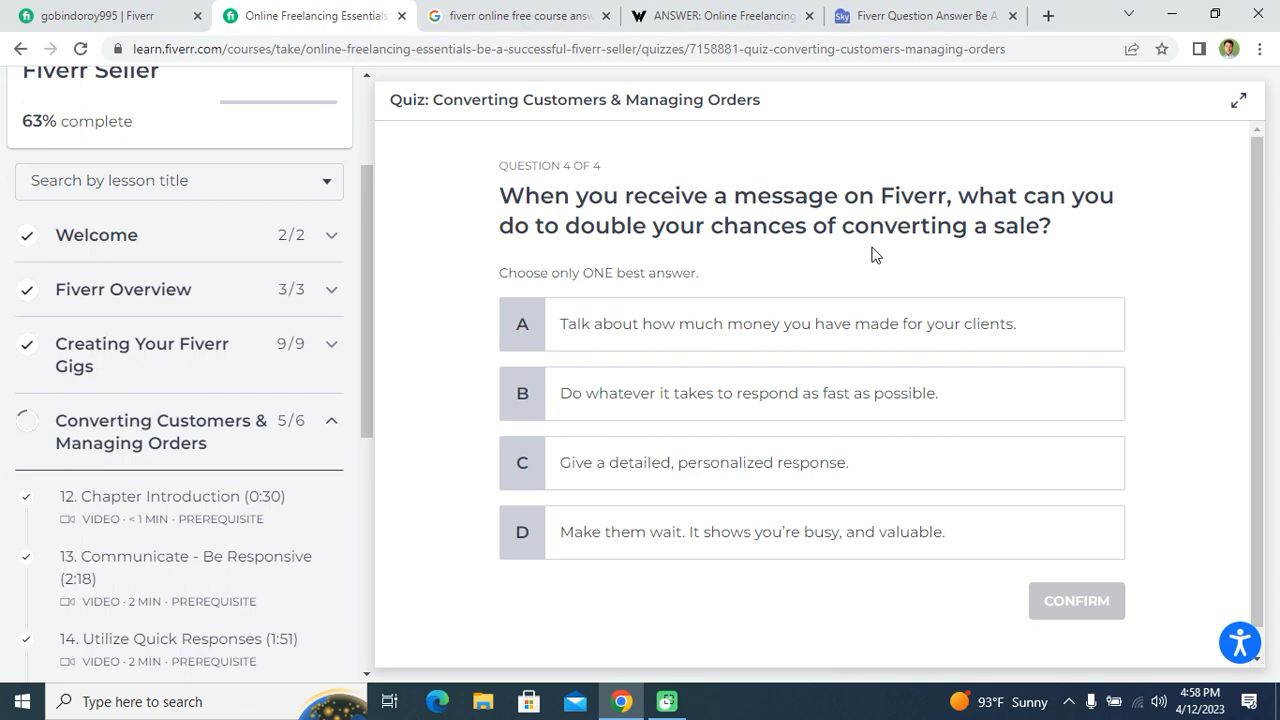 gobindoroy995 | Fiverr
Online Freelancing Essentials
fiverr online free course answ
ANSWER: Online Freelancing
Sky
Fiverr Question Answer Be A
learn.fiverr.com/courses/take/online-freelancing-essentials-be-a-successful-fiverr-seller/quizzes/7158881-quiz-converting-customers-managing-orders
Fiverr Seller
63% complete
Search by lesson title
Welcome 2/2
Fiverr Overview 3/3
Creating Your Fiverr 9/9
Gigs
Converting Customers & 5/6
Managing Orders
12. Chapter Introduction (0:30)
VIDEO · < 1 MIN · PREREQUISITE
13. Communicate - Be Responsive
(2:18)
VIDEO · 2 MIN · PREREQUISITE
14. Utilize Quick Responses (1:51)
VIDEO · 2 MIN · PREREQUISITE
Quiz: Converting Customers & Managing Orders
QUESTION 4 OF 4
When you receive a message on Fiverr, what can you
do to double your chances of converting a sale?
Choose only ONE best answer.
A Talk about how much money you have made for your clients.
B Do whatever it takes to respond as fast as possible.
C Give a detailed, personalized response.
D Make them wait. It shows you're busy, and valuable.
CONFIRM
Type here to search
93°F Sunny
4:58 PM
4/12/2023